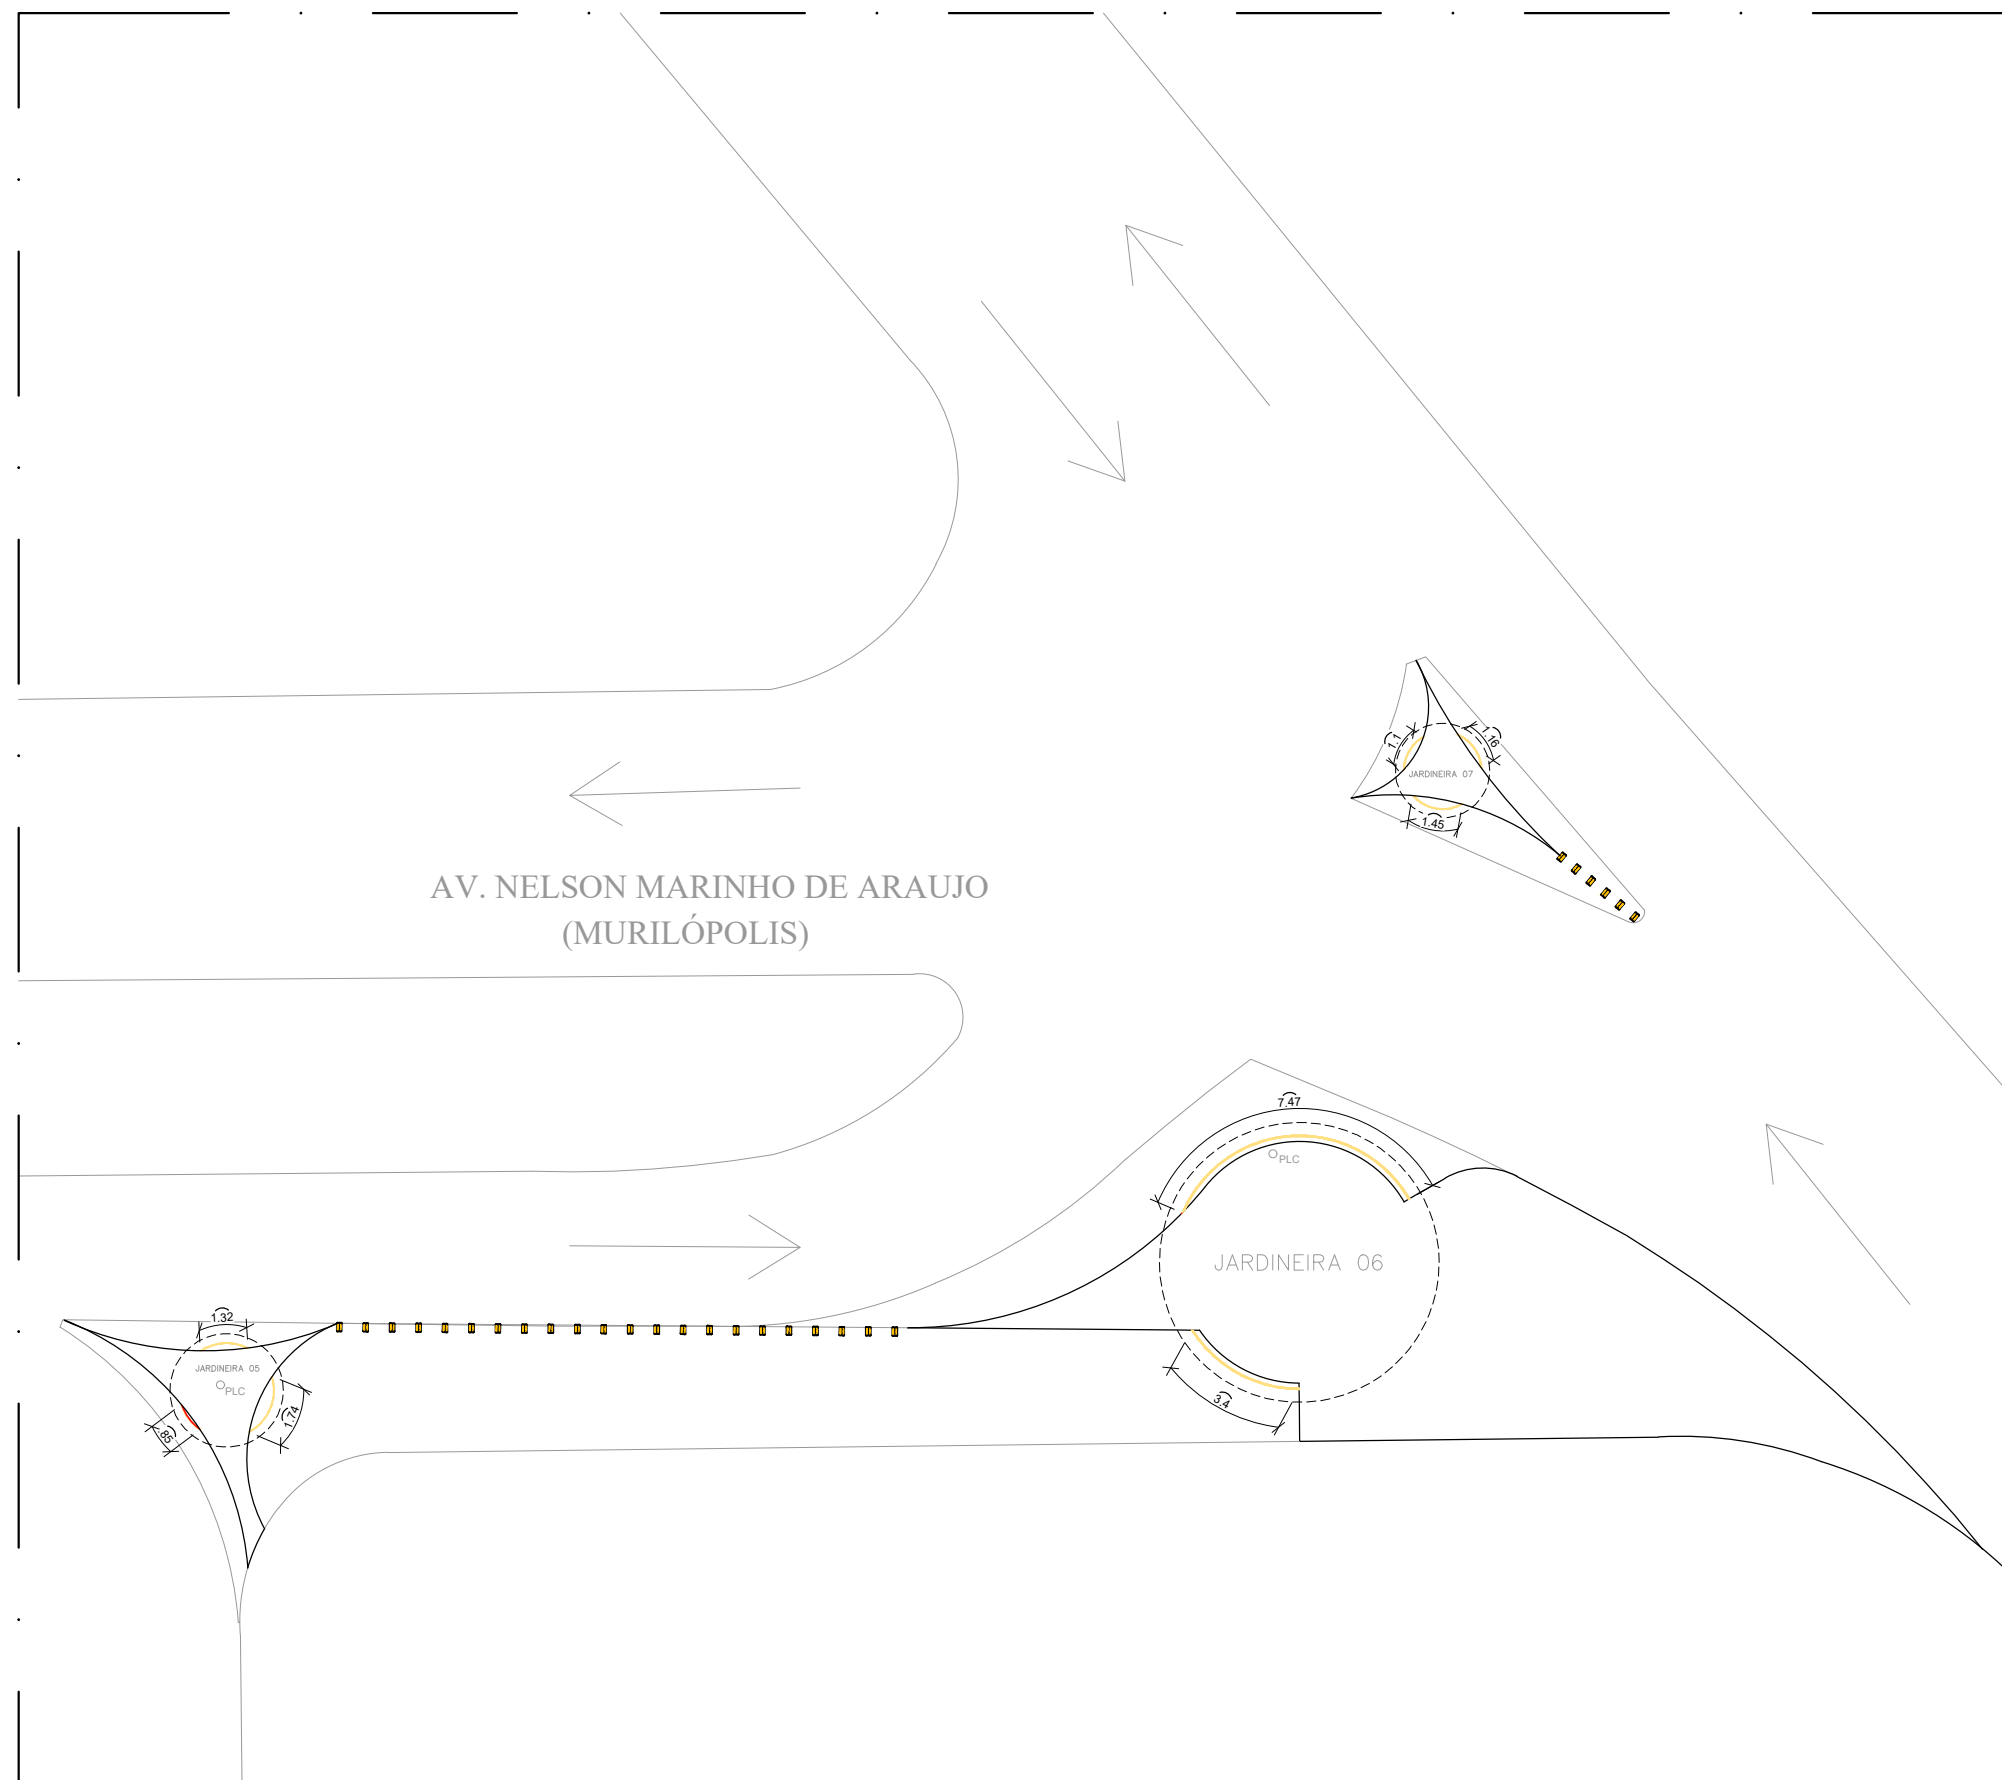 1.1
1.16
JARDINEIRA 07
1.45
AV. NELSON MARINHO DE ARAUJO
(MURILÓPOLIS)
7.47
PLC
JARDINEIRA 06
3.4
1.32
JARDINEIRA 05
PLC
1.74
.85